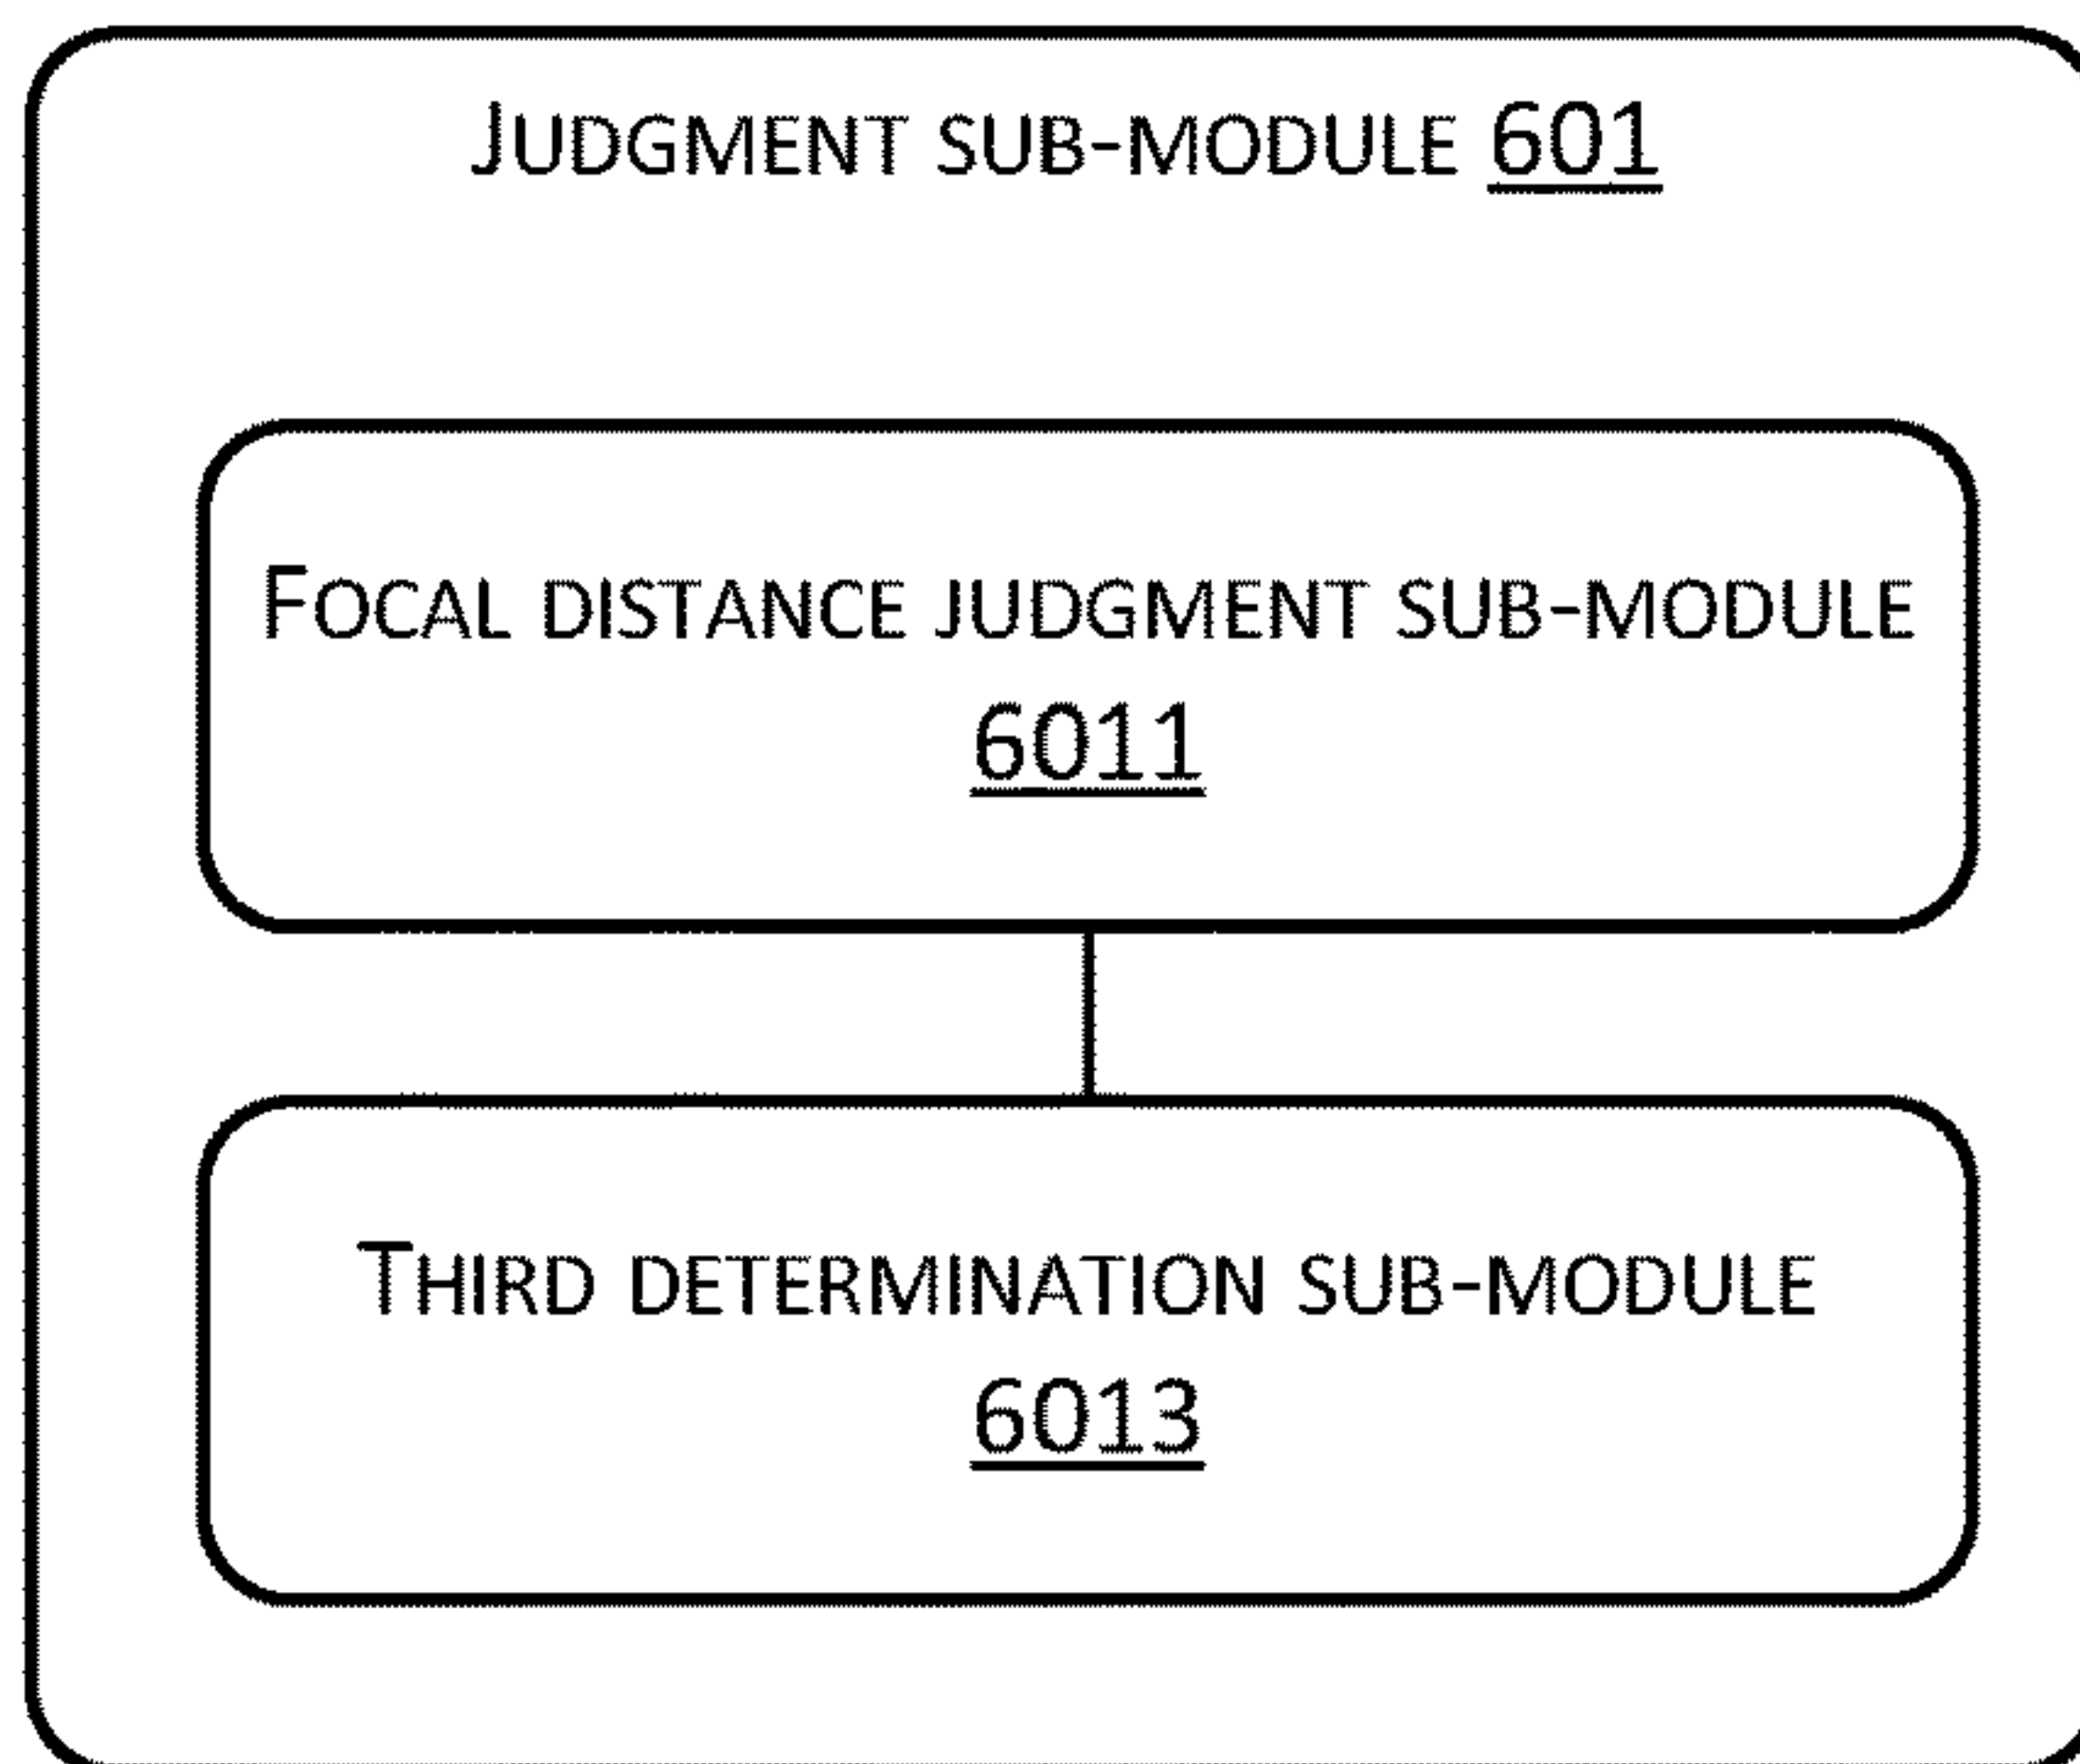 Judgment sub-module 601
Focal distance judgment sub-module
6011
Third determination sub-module
6013